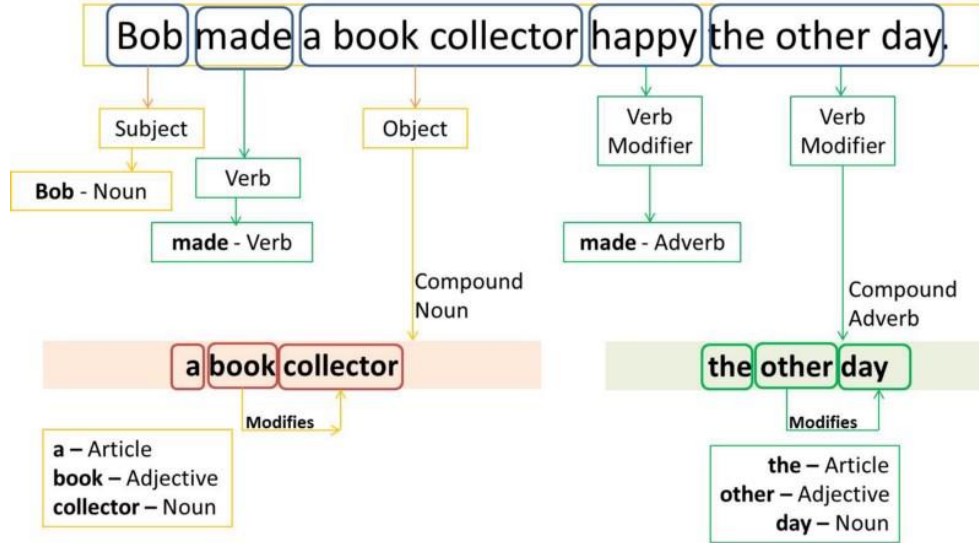 Bob made a book collector happy the other day.
Subject
Object
Verb
Modifier
Verb
Modifier
Bob - Noun
Verb
made - Verb
made - Adverb
Compound
Noun
Compound
Adverb
a book collector
the other day
Modifies
Modifies
a – Article
book – Adjective
collector – Noun
the – Article
other – Adjective
day – Noun